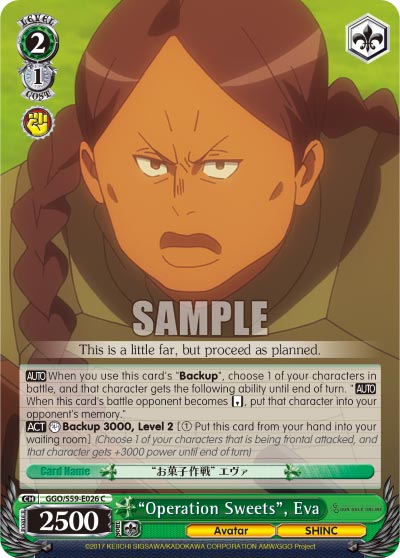 LEVEL
2
1
COST
SAMPLE
This is a little far, but proceed as planned.
AUTO When you use this card's "Backup", choose 1 of your characters in
battle, and that character gets the following ability until end of turn. "AUTO
When this card's battle opponent becomes, put that character into your
opponent's memory."
ACT Backup 3000, Level 2 [① Put this card from your hand into your
waiting room] (Choose 1 of your characters that is being frontal attacked, and
that character gets +3000 power until end of turn)
Card Name
"お菓子作戦" エヴァ
CH
GGO/S59-E026 C
"Operation Sweets", Eva
GUN GALE ONLINE
POWER
2500
Avatar
SHINC
©2017 KEIICHI SIGSAWA/KADOKAWA CORPORATION AMW/GGO Project